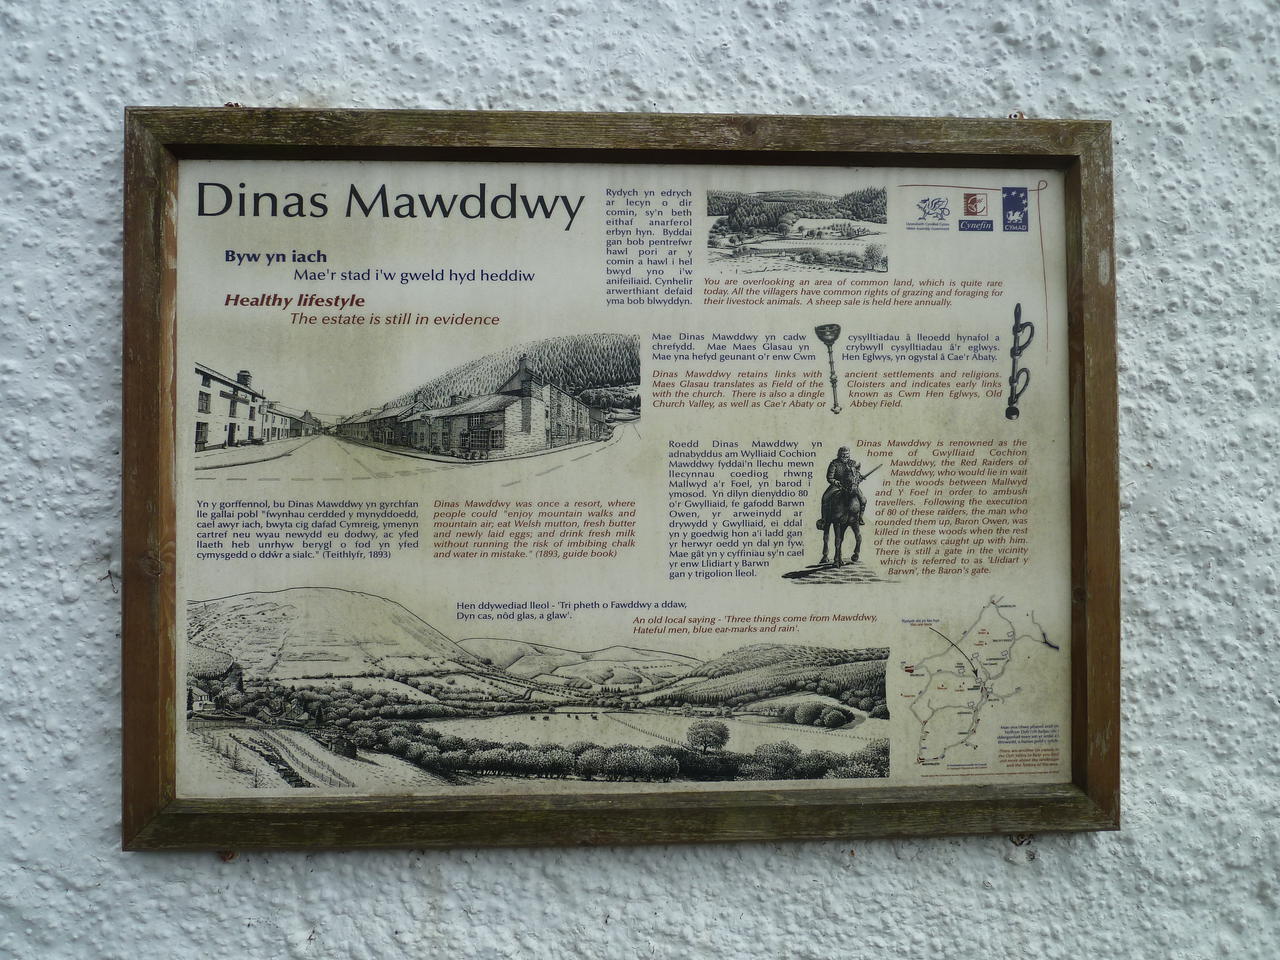 Dinas Mawddwy
Byw yn iach
Mae'r stad i'w gweld hyd heddiw
Healthy lifestyle
The estate is still in evidence
Rydych yn edrych
ar lecyn o dir
comin, sy'n beth
eithaf anarferol
erbyn hyn. Byddai
gan bob pentrefwr
hawl pori ar y
comin a hawl i hel
bwyd yno i'w
anifeiliaid. Cynhelir
arwerthiant defaid
yma bob blwyddyn.
You are overlooking an area of common land, which is quite rare
today. All the villagers have common rights of grazing and foraging for
their livestock animals. A sheep sale is held here annually.
Cynefin
CYMAD
Mae Dinas Mawddwy yn cadw cysylltiadau â lleoedd hynafol a
chrefydd. Mae Maes Glasau yn crybwyll cysylltiadau â'r eglwys.
Mae yna hefyd geunant o'r enw Cwm Hen Eglwys, yn ogystal â Cae'r Abaty.
Dinas Mawddwy retains links with ancient settlements and religions.
Maes Glasau translates as Field of the Cloisters and indicates early links
with the church. There is also a dingle known as Cwm Hen Eglwys, Old
Church Valley, as well as Cae'r Abaty or Abbey Field.
Yn y gorffennol, bu Dinas Mawddwy yn gyrchfan
lle gallai pobl "fwynhau cerdded y mynyddoedd,
cael awyr iach, bwyta cig dafad Cymreig, ymenyn
cartref neu wyau newydd eu dodwy, ac yfed
llaeth heb unrhyw berygl o fod yn yfed
cymysgedd o ddŵr a sialc." (Teithlyfr, 1893)
Dinas Mawddwy was once a resort, where
people could "enjoy mountain walks and
mountain air; eat Welsh mutton, fresh butter
and newly laid eggs; and drink fresh milk
without running the risk of imbibing chalk
and water in mistake." (1893, guide book)
Roedd Dinas Mawddwy yn
adnabyddus am Wylliaid Cochion
Mawddwy fyddai'n llechu mewn
llecynnau coediog rhwng
Mallwyd a'r Foel, yn barod i
ymosod. Yn dilyn dienyddio 80
o'r Gwylliaid, fe gafodd Barwn
Owen, yr arweinydd ar
drywydd y Gwylliaid, ei ddal
yn y goedwig hon a'i ladd gan
yr herwyr oedd yn dal yn fyw.
Mae gât yn y cyffiniau sy'n cael
yr enw Llidiart y Barwn
gan y trigolion lleol.
Dinas Mawddwy is renowned as the
home of Gwylliaid Cochion
Mawddwy, the Red Raiders of
Mawddwy, who would lie in wait
in the woods between Mallwyd
and Y Foel in order to ambush
travellers. Following the execution
of 80 of these raiders, the man who
rounded them up, Baron Owen, was
killed in these woods when the rest
of the outlaws caught up with him.
There is still a gate in the vicinity
which is referred to as 'Llidiart y
Barwn', the Baron's gate.
Hen ddywediad lleol - 'Tri pheth o Fawddwy a ddaw,
Dyn cas, nôd glas, a glaw'.
An old local saying - 'Three things come from Mawddwy,
Hateful men, blue ear-marks and rain'.